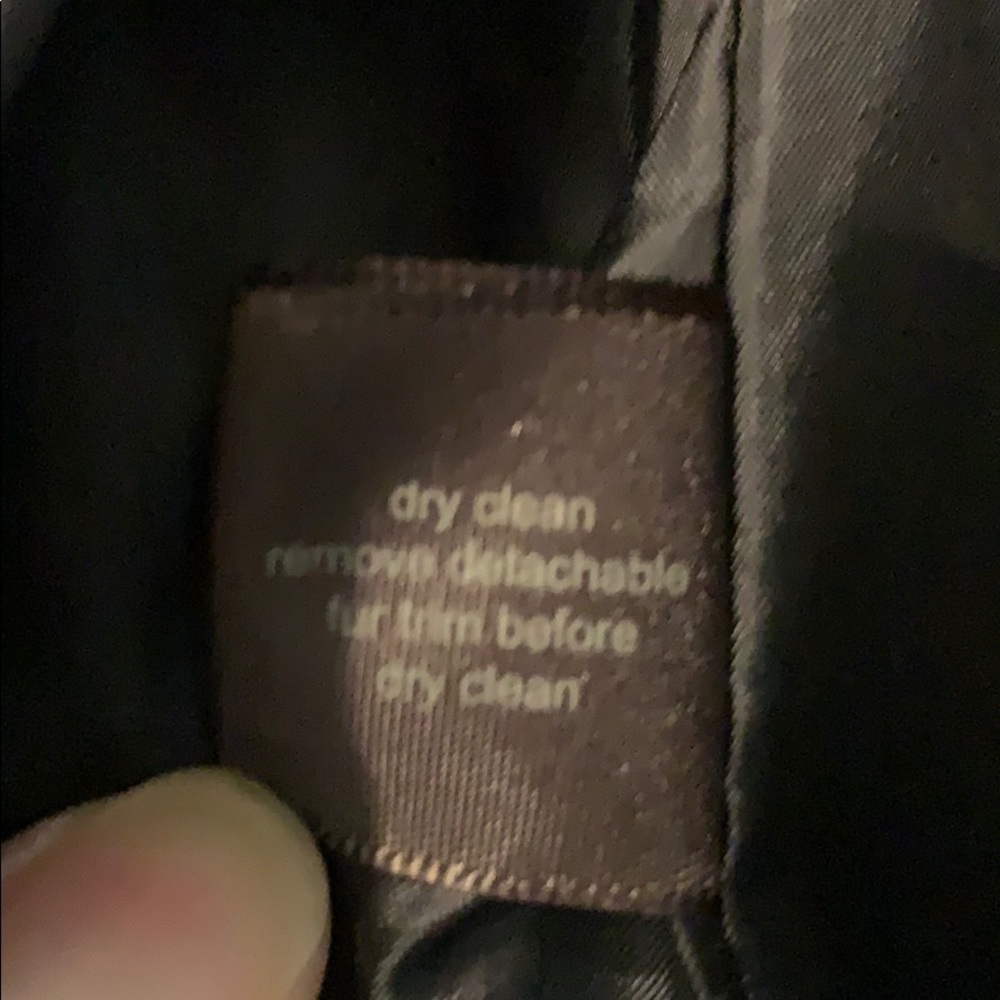 dry clean
remove detachable
fur trim before
dry clean